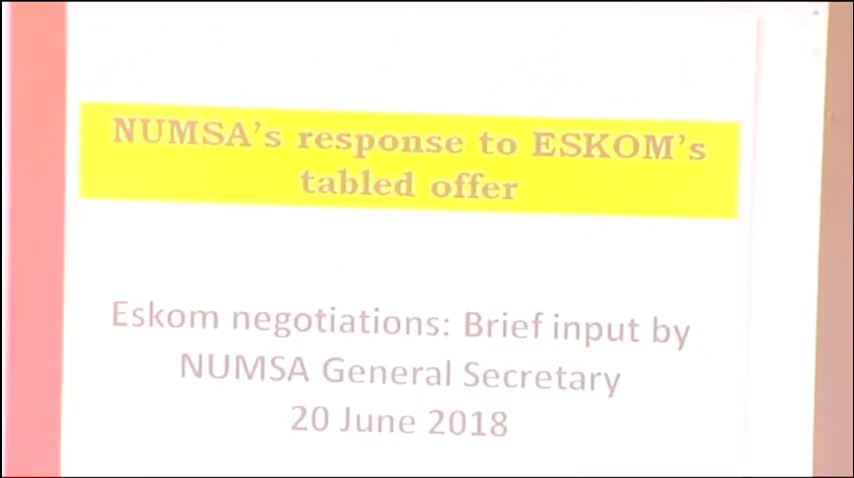 NUMSA's response to ESKOM's
tabled offer
Eskom negotiations: Brief input by
NUMSA General Secretary
20 June 2018